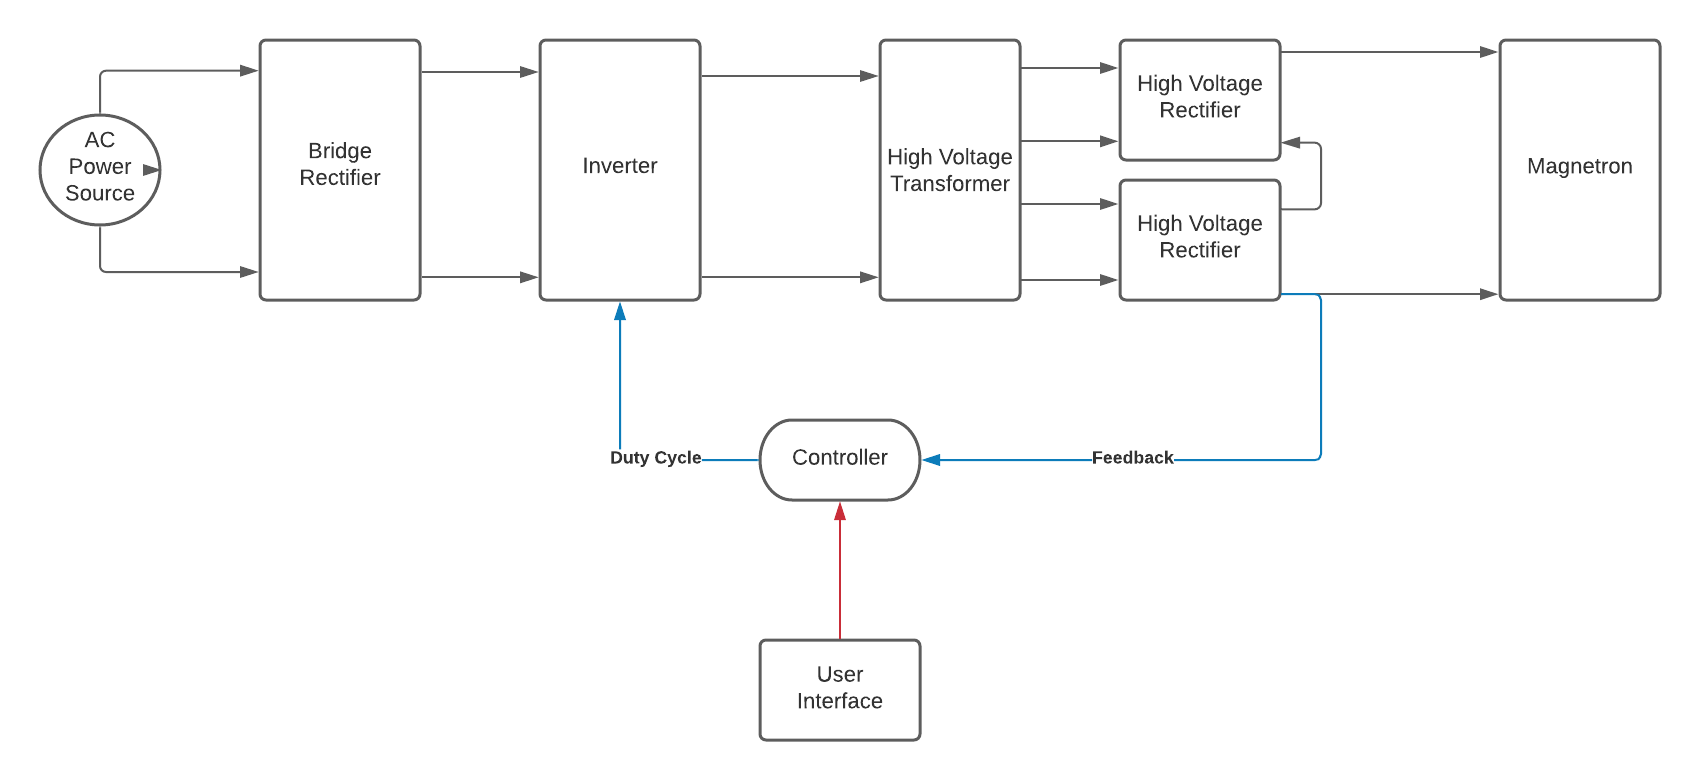 AC
Power
Source
Bridge
Rectifier
Inverter
High Voltage
Transformer
High Voltage
Rectifier
High Voltage
Rectifier
Magnetron
Duty Cycle
Controller
Feedback
User
Interface